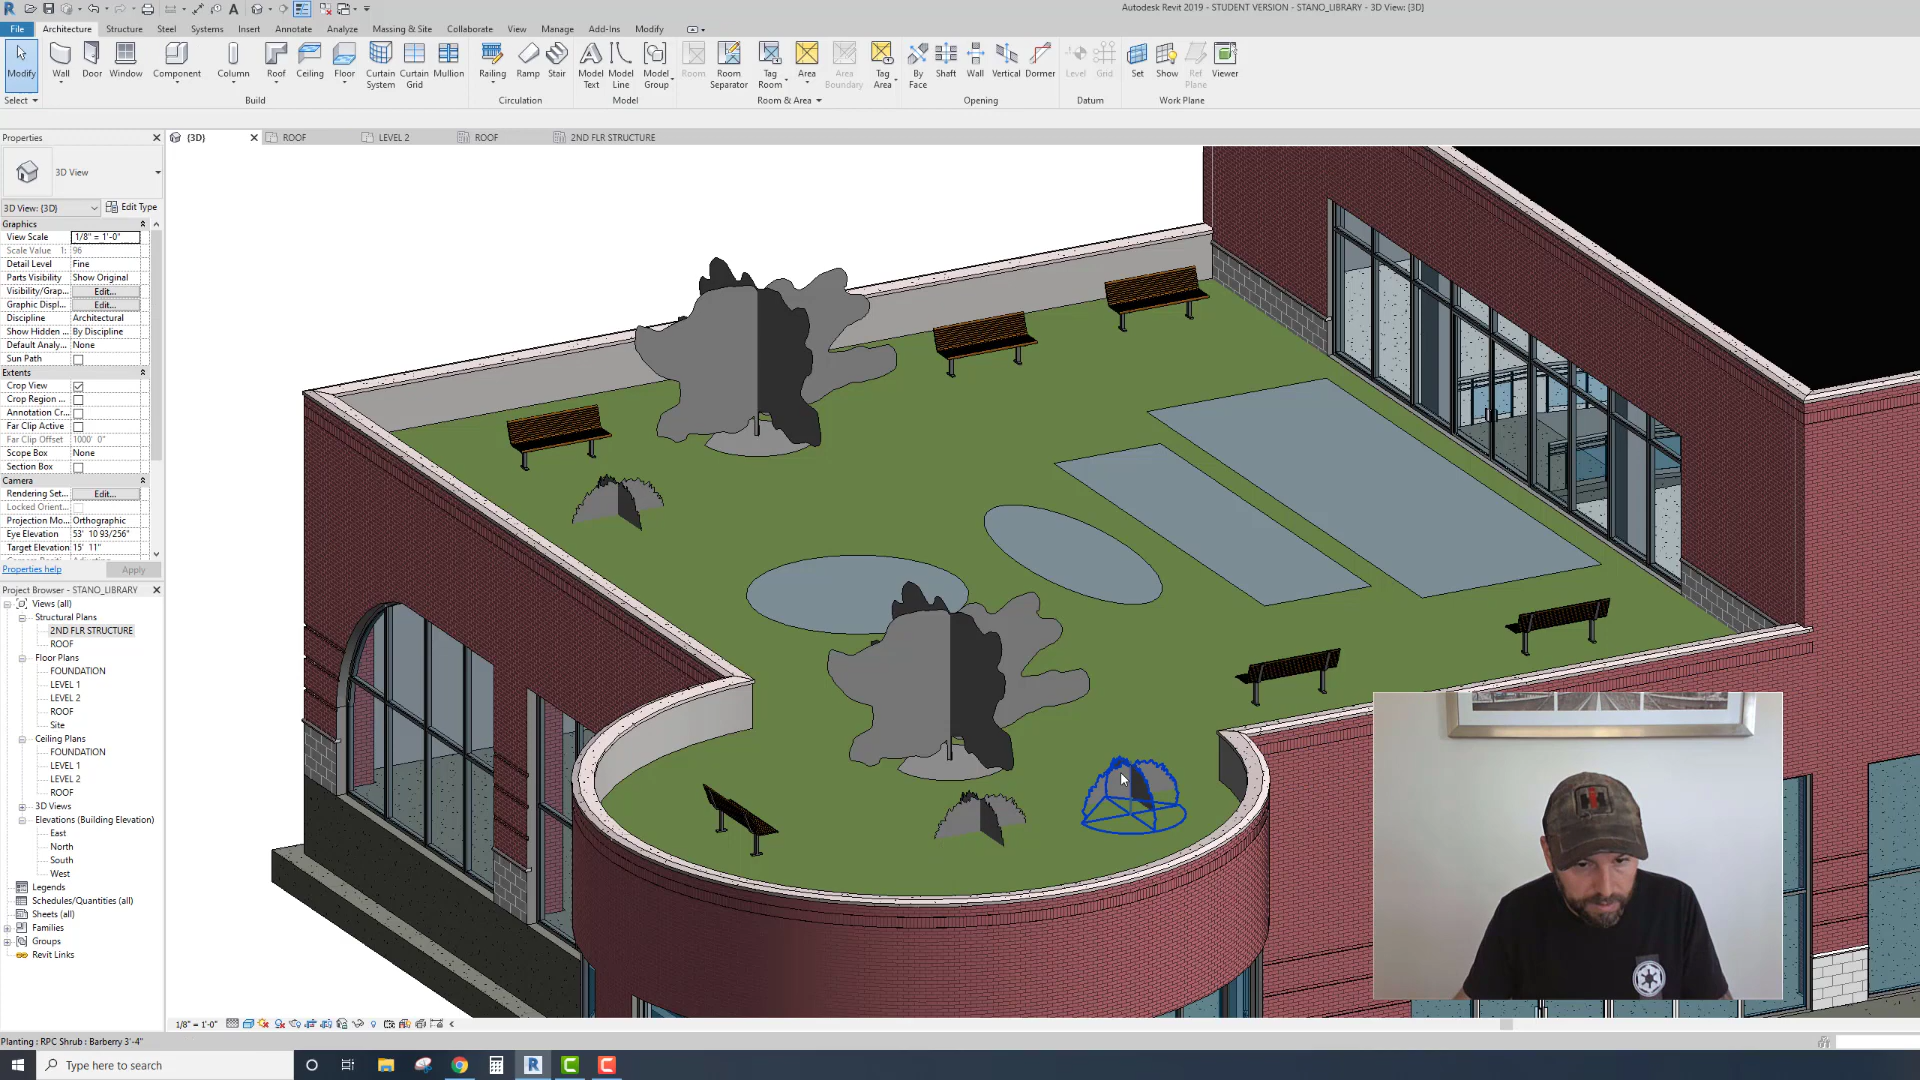 Autodesk Revit 2019 - STUDENT VERSION - STANO_LIBRARY - 3D View: {3D}
File Architecture Structure Steel Systems Insert Annotate Analyze Massing & Site Collaborate View Manage Add-Ins Modify
Modify Wall Door Window Component Column Roof Ceiling Floor Curtain System Curtain Grid Mullion Railing Ramp Stair Model Text Model Line Model Group Room Room Separator Tag Room Area Area Boundary Tag Area By Face Shaft Wall Vertical Dormer Level Grid Set Show Ref Plane Viewer
Select Build Circulation Model Room & Area Opening Datum Work Plane
Properties
{3D} ROOF LEVEL 2 ROOF 2ND FLR STRUCTURE
3D View
3D View: {3D} Edit Type
Graphics
View Scale 1/8" = 1'-0"
Scale Value 1: 96
Detail Level Fine
Parts Visibility Show Original
Visibility/Grap... Edit...
Graphic Displ... Edit...
Discipline Architectural
Show Hidden ... By Discipline
Default Analy... None
Sun Path
Extents
Crop View
Crop Region ...
Annotation Cr...
Far Clip Active
Far Clip Offset 1000' 0"
Scope Box None
Section Box
Camera
Rendering Set... Edit...
Locked Orient...
Projection Mo... Orthographic
Eye Elevation 53' 10 93/256"
Target Elevation 15' 11"
Properties help Apply
Project Browser - STANO_LIBRARY
Views (all)
Structural Plans
2ND FLR STRUCTURE
ROOF
Floor Plans
FOUNDATION
LEVEL 1
LEVEL 2
ROOF
Site
Ceiling Plans
FOUNDATION
LEVEL 1
LEVEL 2
ROOF
3D Views
Elevations (Building Elevation)
East
North
South
West
Legends
Schedules/Quantities (all)
Sheets (all)
Families
Groups
Revit Links
1/8" = 1'-0"
Planting : RPC Shrub : Barberry 3'-4"
Type here to search